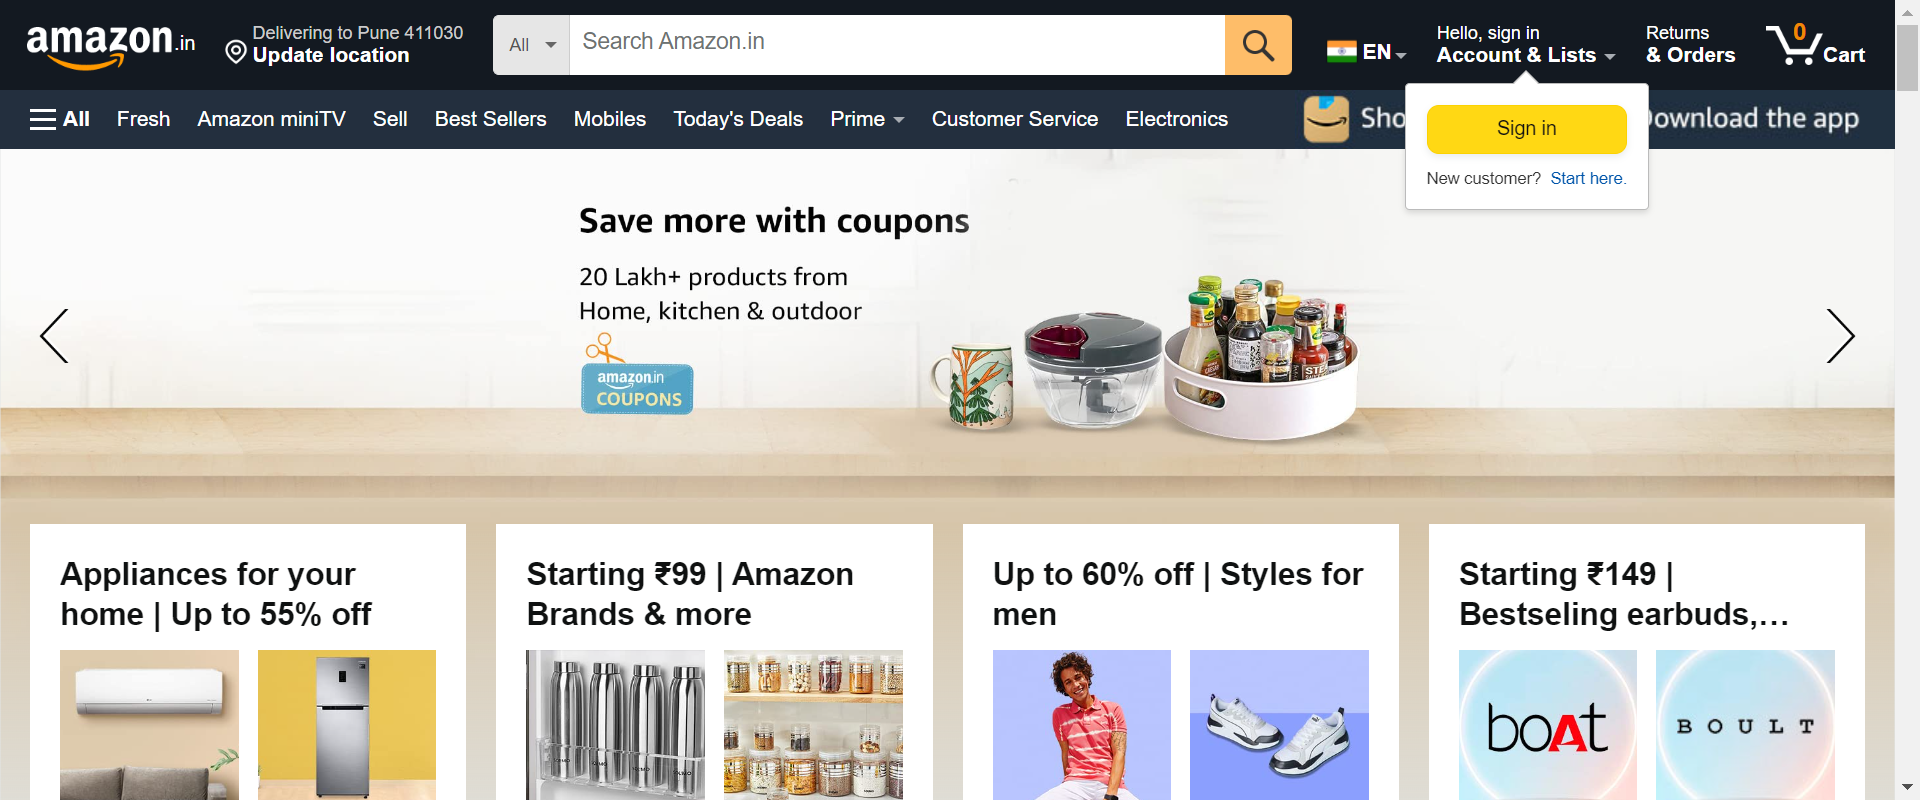 amazon.in
Delivering to Pune 411030
Update location
All
Search Amazon.in
EN
Hello, sign in
Account & Lists
Returns
& Orders
0
Cart
All
Fresh
Amazon miniTV
Sell
Best Sellers
Mobiles
Today's Deals
Prime
Customer Service
Electronics
Sho
ownload the app
Sign in
New customer? Start here.
Save more with coupons
20 Lakh+ products from
Home, kitchen & outdoor
amazon.in
COUPONS
Appliances for your
home | Up to 55% off
Starting ₹99 | Amazon
Brands & more
Up to 60% off | Styles for
men
Starting ₹149 |
Bestseling earbuds,…
boAt
BOULT